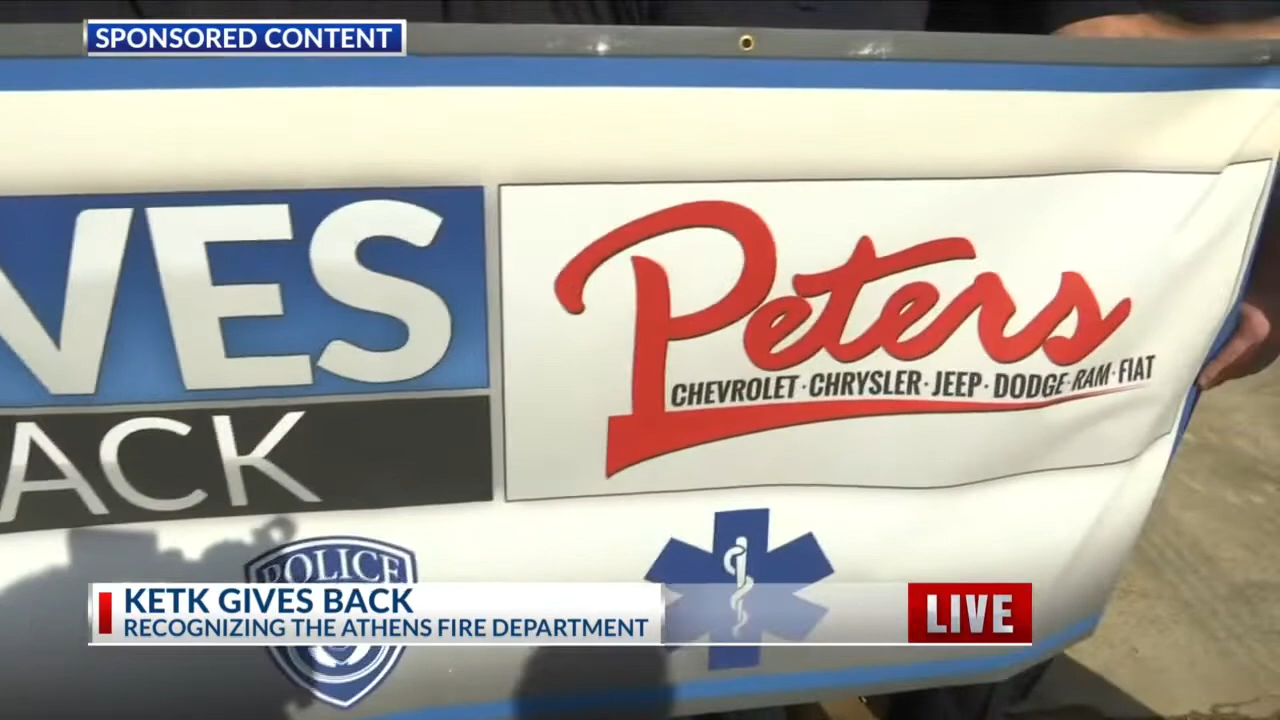 SPONSORED CONTENT
VES
ACK
Peters
CHEVROLET·CHRYSLER·JEEP·DODGE·RAM·FIAT
POLICE
KETK GIVES BACK
RECOGNIZING THE ATHENS FIRE DEPARTMENT
LIVE